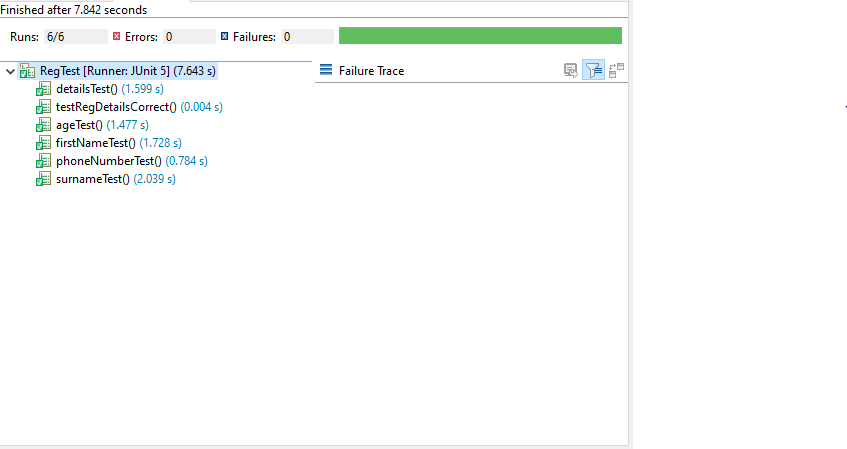 Finished after 7.842 seconds
Runs: 6/6 Errors: 0 Failures: 0
RegTest [Runner: JUnit 5] (7.643 s)
Failure Trace
detailsTest() (1.599 s)
testRegDetailsCorrect() (0.004 s)
ageTest() (1.477 s)
firstNameTest() (1.728 s)
phoneNumberTest() (0.784 s)
surnameTest() (2.039 s)